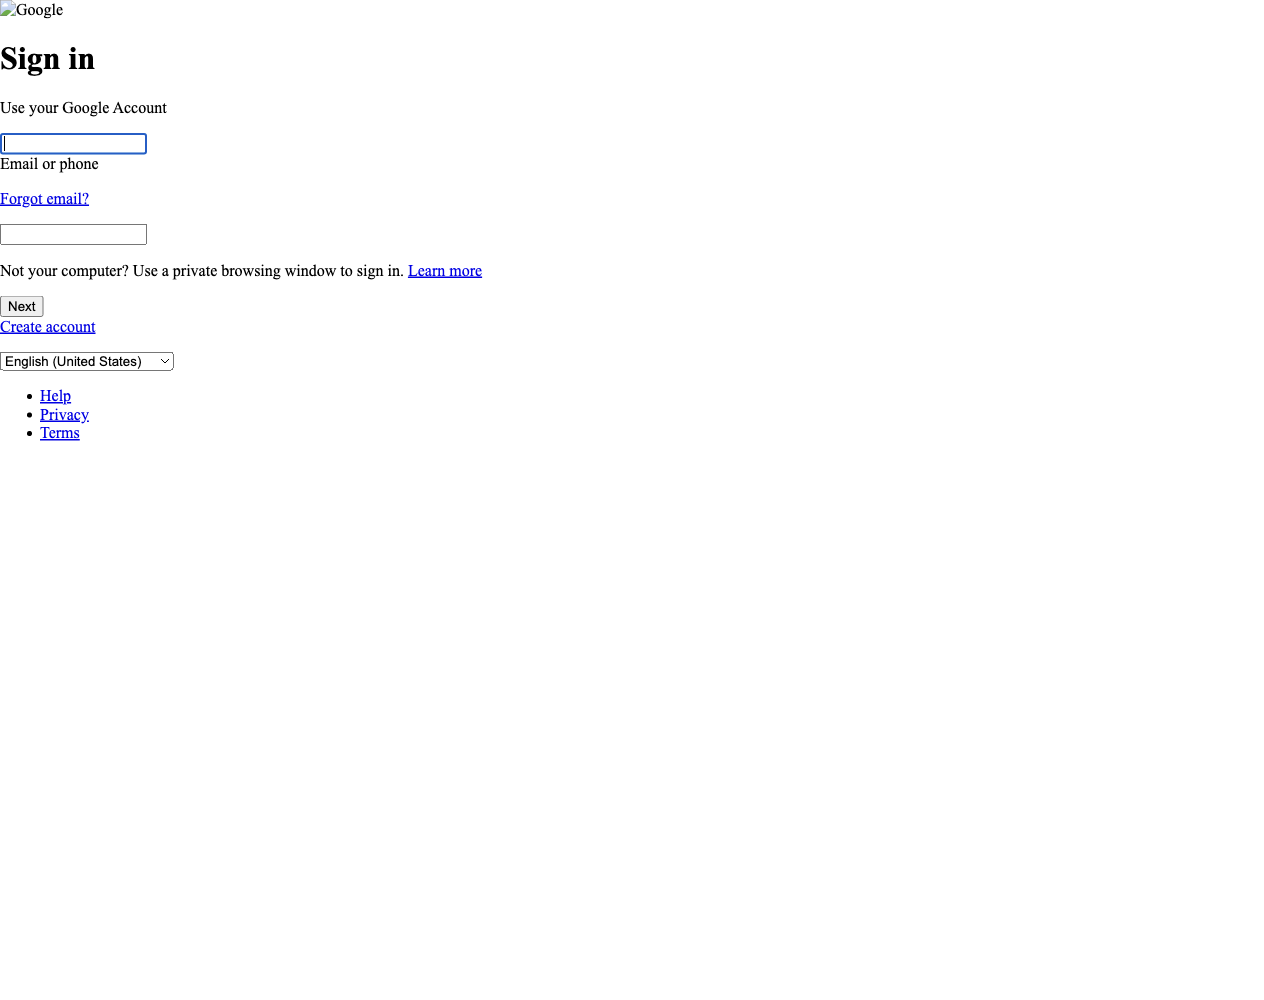 Google
Sign in
Use your Google Account
Email or phone
Forgot email?
Not your computer? Use a private browsing window to sign in. Learn more
Next
Create account
English (United States)
Help
Privacy
Terms